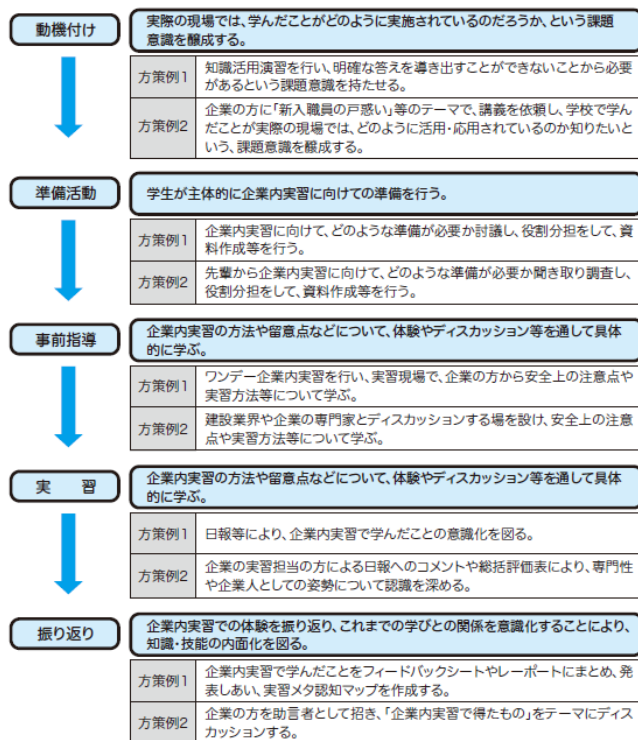 動機付け
実際の現場では、学んだことがどのように実施されているのだろうか、という課題
意識を醸成する。
方策例1
知識活用演習を行い、明確な答えを導き出すことができないことから必要
があるという課題意識を持たせる。
方策例2
企業の方に「新入職員の戸惑い」等のテーマで、講義を依頼し、学校で学ん
だことが実際の現場では、どのように活用・応用されているのか知りたいと
いう、課題意識を醸成する。
準備活動
学生が主体的に企業内実習に向けての準備を行う。
方策例1
企業内実習に向けて、どのような準備が必要か討議し、役割分担をして、資
料作成等を行う。
方策例2
先輩から企業内実習に向けて、どのような準備が必要か聞き取り調査し、
役割分担をして、資料作成等を行う。
事前指導
企業内実習の方法や留意点などについて、体験やディスカッション等を通して具体
的に学ぶ。
方策例1
ワンデー企業内実習を行い、実習現場で、企業の方から安全上の注意点や
実習方法等について学ぶ。
方策例2
建設業界や企業の専門家とディスカッションする場を設け、安全上の注意
点や実習方法等について学ぶ。
実 習
企業内実習の方法や留意点などについて、体験やディスカッション等を通して具体
的に学ぶ。
方策例1
日報等により、企業内実習で学んだことの意識化を図る。
方策例2
企業の実習担当の方による日報へのコメントや総括評価表により、専門性
や企業人としての姿勢について認識を深める。
振り返り
企業内実習での体験を振り返り、これまでの学びとの関係を意識化することにより、
知識・技能の内面化を図る。
方策例1
企業内実習で学んだことをフィードバックシートやレーポートにまとめ、発
表しあい、実習メタ認知マップを作成する。
方策例2
企業の方を助言者として招き、「企業内実習で得たもの」をテーマにディス
カッションする。